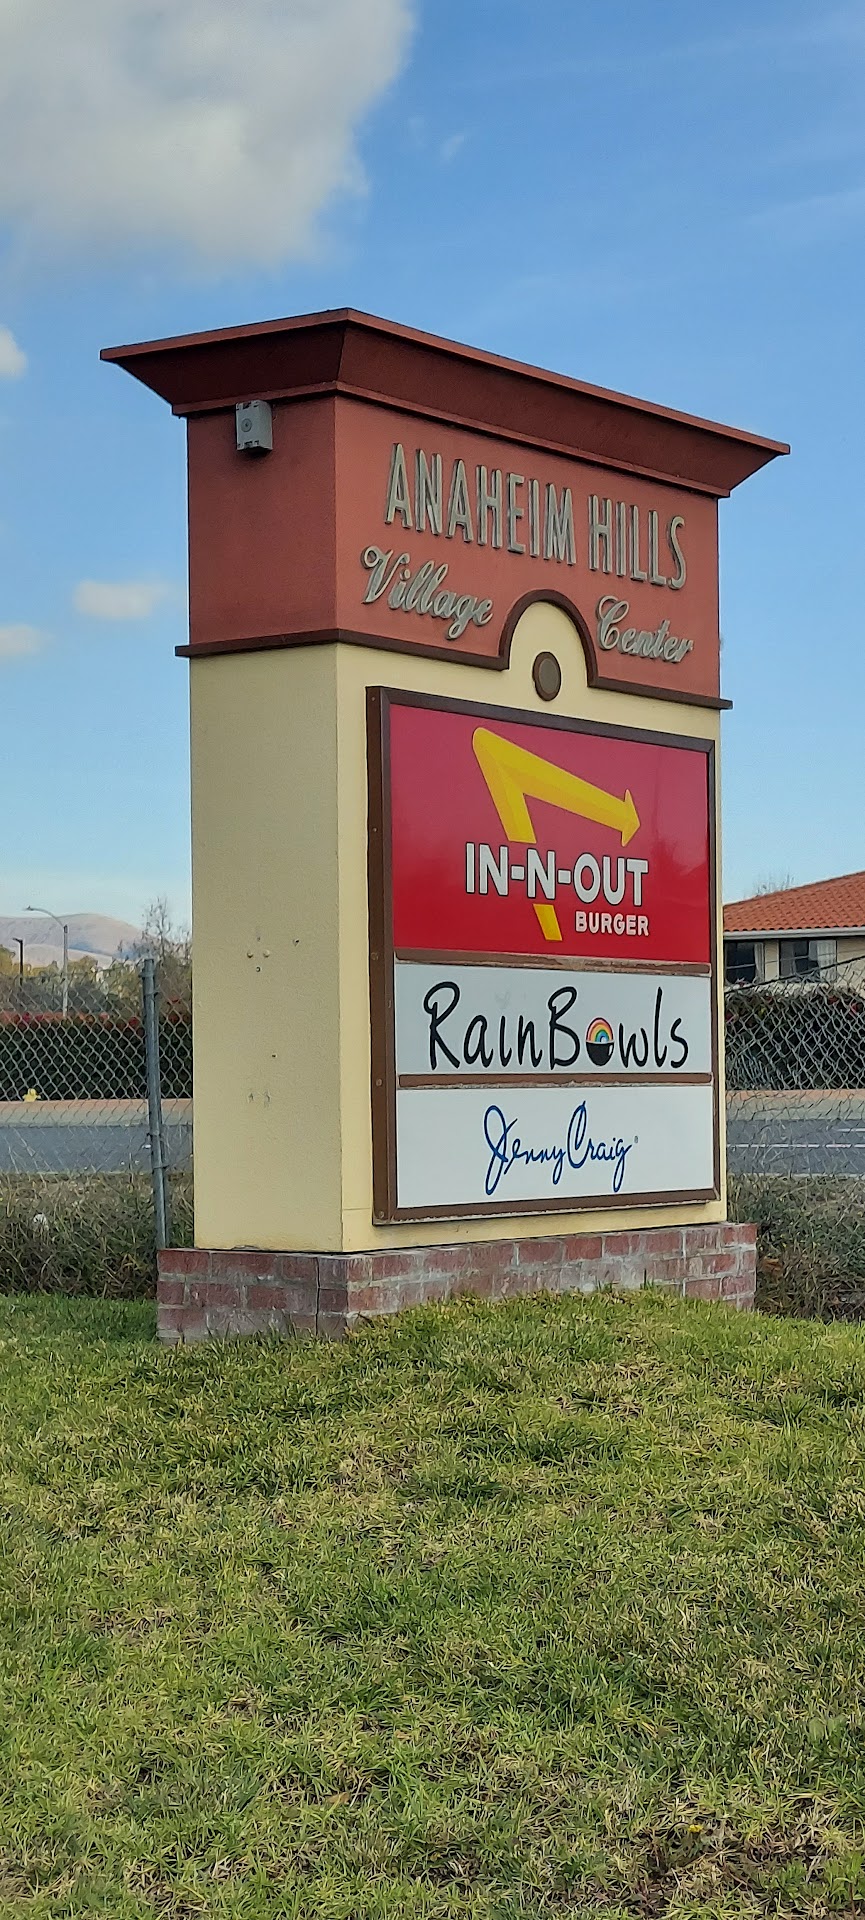 ANAHEIM HILLS
Village Center
IN-N-OUT
BURGER
RainBowls
Jenny Craig®